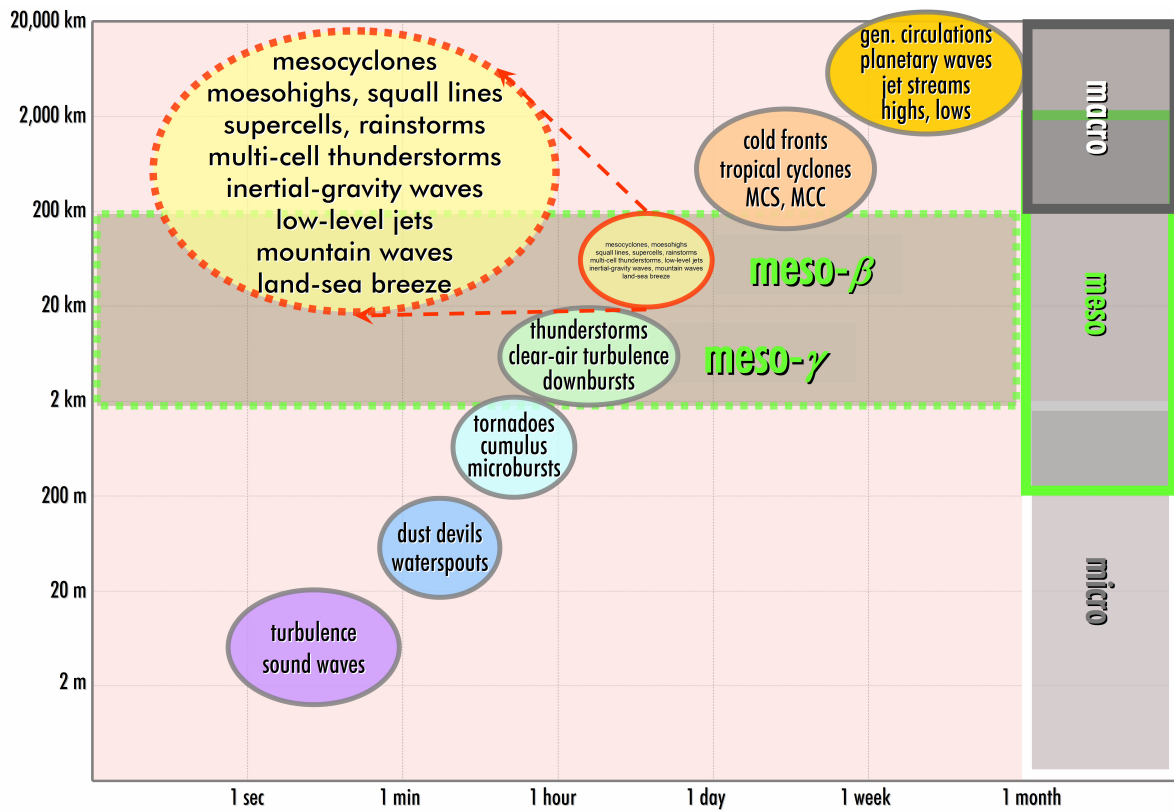 20,000 km
2,000 km
200 km
20 km
2 km
200 m
20 m
2 m
mesocyclones
moesohighs, squall lines
supercells, rainstorms
multi-cell thunderstorms
inertial-gravity waves
low-level jets
mountain waves
land-sea breeze
gen. circulations
planetary waves
jet streams
highs, lows
cold fronts
tropical cyclones
MCS, MCC
mesocyclones, moesohighs
squall lines, supercells, rainstorms
multi-cell thunderstorms, low-level jets
inertial-gravity waves, mountain waves
land-sea breeze
meso-β
thunderstorms
clear-air turbulence
downbursts
meso-γ
tornadoes
cumulus
microbursts
dust devils
waterspouts
turbulence
sound waves
macro
meso
micro
1 sec
1 min
1 hour
1 day
1 week
1 month